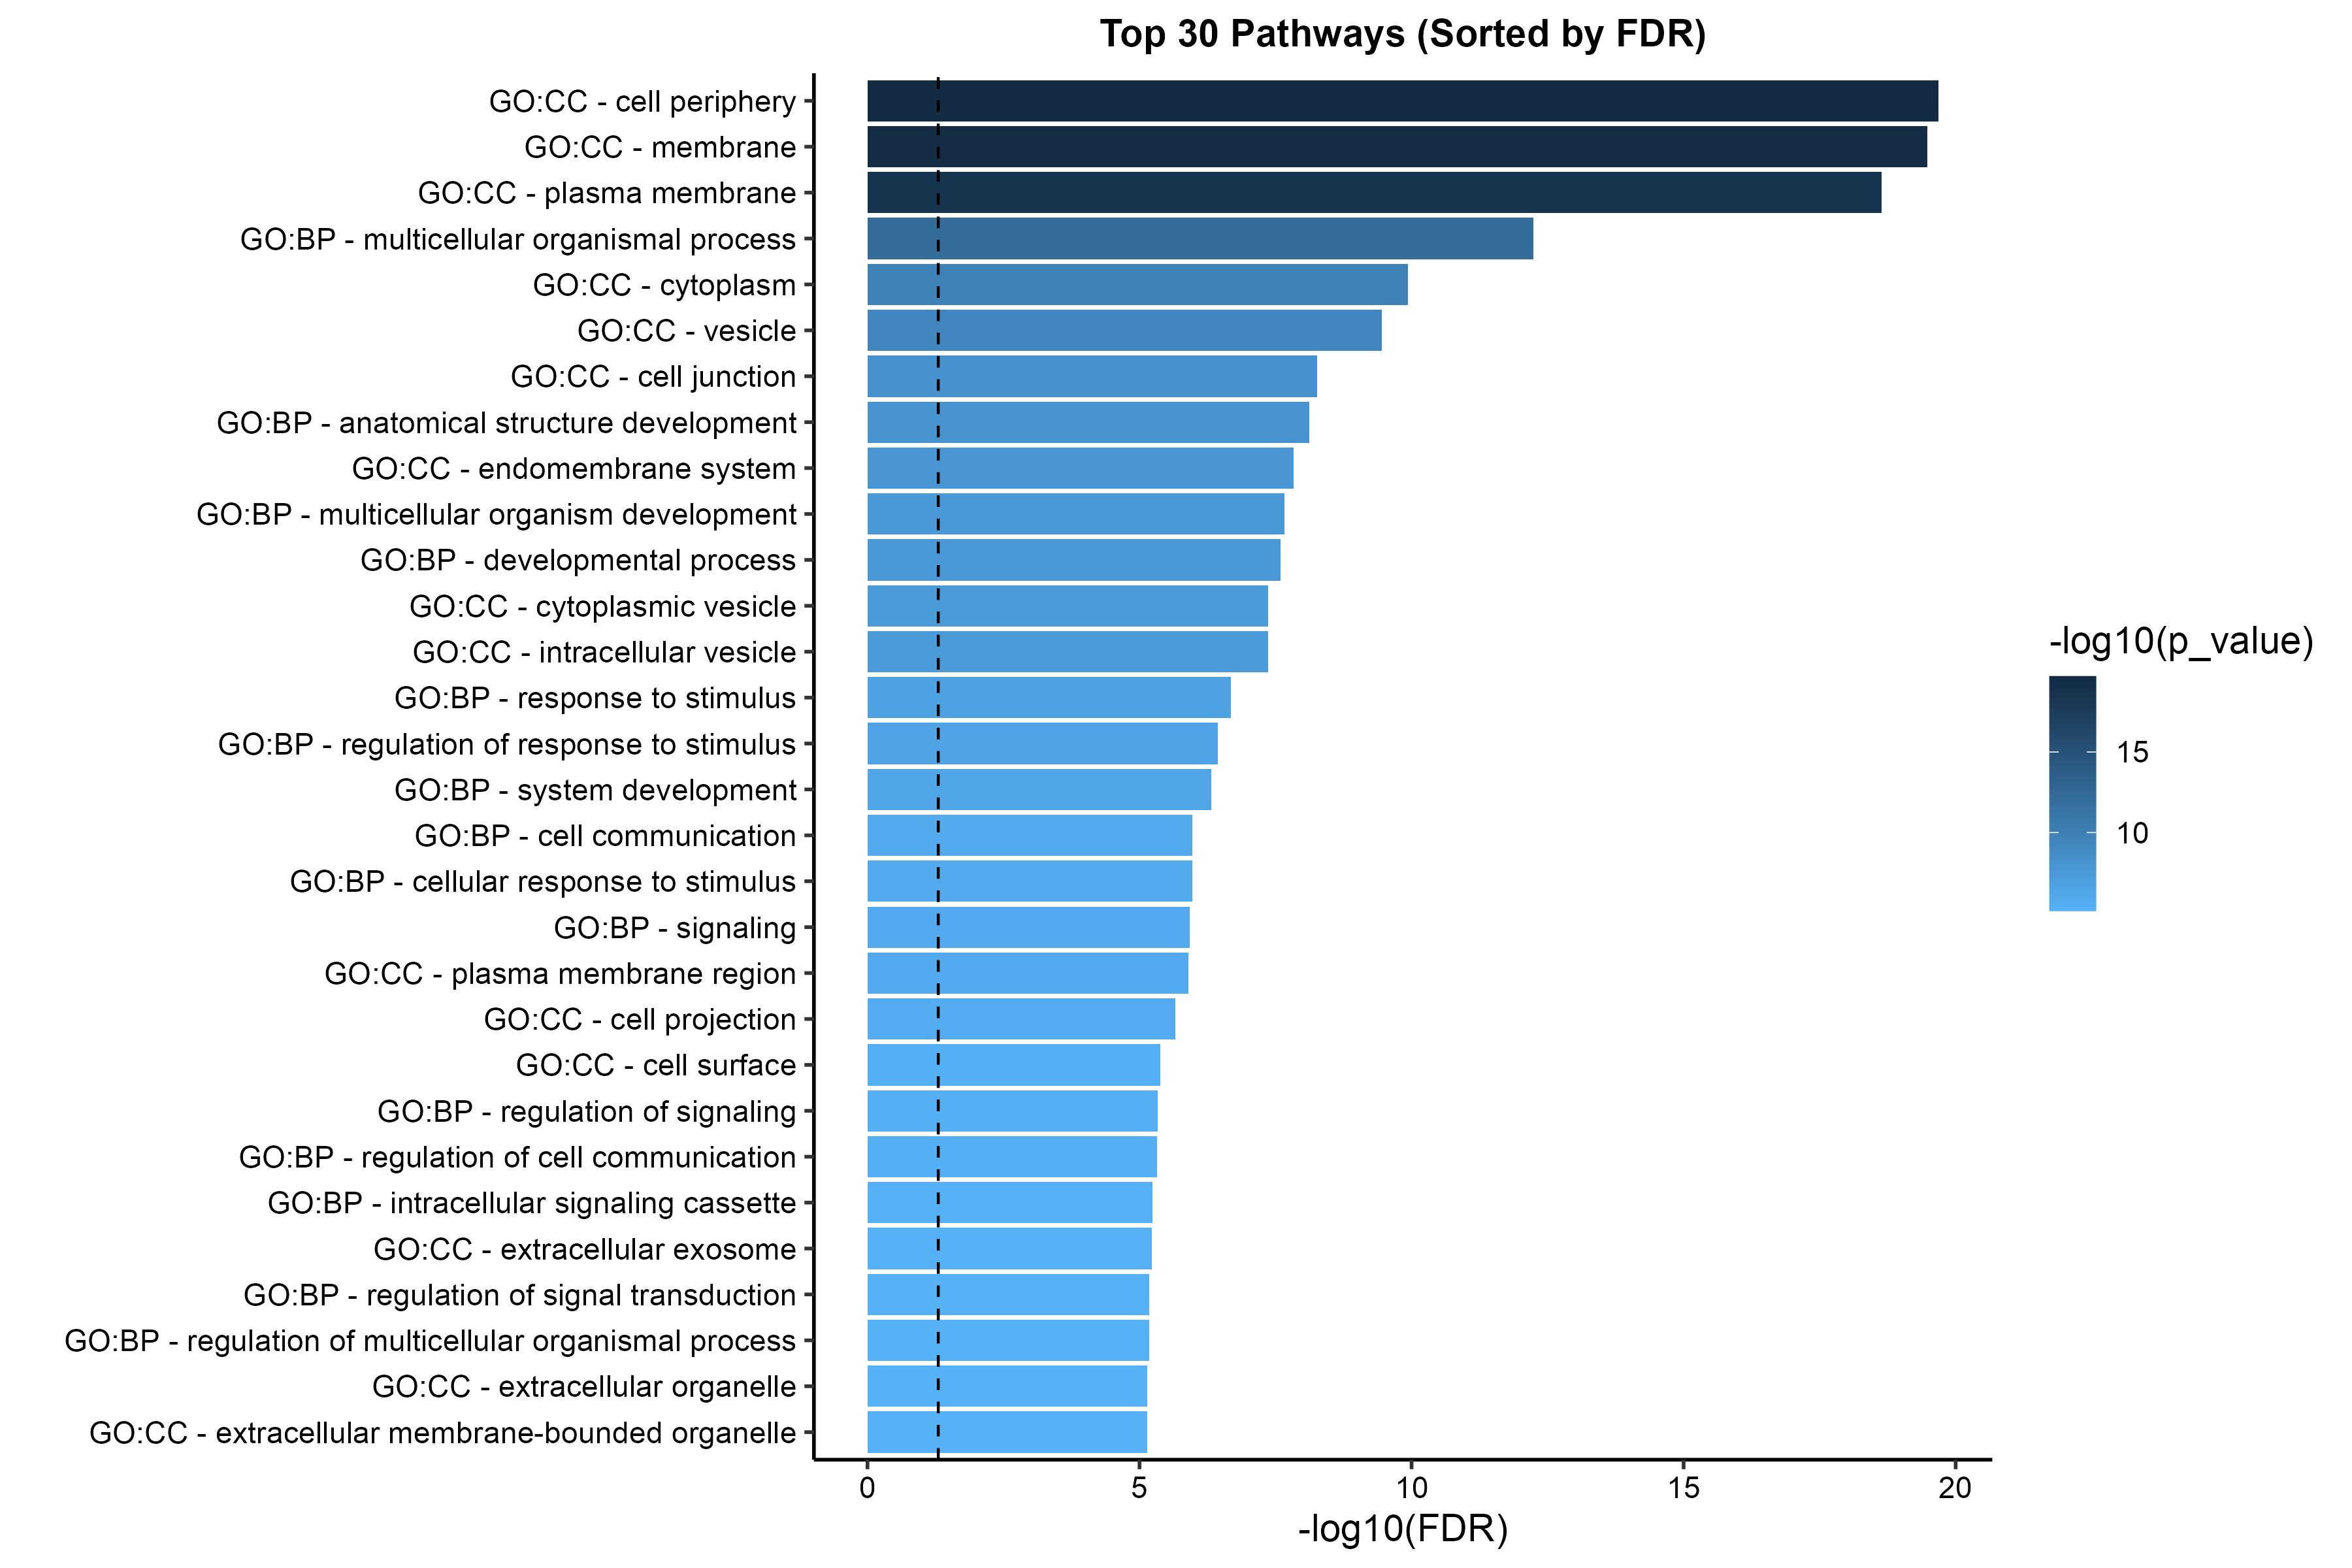 Top 30 Pathways (Sorted by FDR)
GO:CC - cell periphery
GO:CC - membrane
GO:CC - plasma membrane
GO:BP - multicellular organismal process
GO:CC - cytoplasm
GO:CC - vesicle
GO:CC - cell junction
GO:BP - anatomical structure development
GO:CC - endomembrane system
GO:BP - multicellular organism development
GO:BP - developmental process
GO:CC - cytoplasmic vesicle
GO:CC - intracellular vesicle
GO:BP - response to stimulus
GO:BP - regulation of response to stimulus
GO:BP - system development
GO:BP - cell communication
GO:BP - cellular response to stimulus
GO:BP - signaling
GO:CC - plasma membrane region
GO:CC - cell projection
GO:CC - cell surface
GO:BP - regulation of signaling
GO:BP - regulation of cell communication
GO:BP - intracellular signaling cassette
GO:CC - extracellular exosome
GO:BP - regulation of signal transduction
GO:BP - regulation of multicellular organismal process
GO:CC - extracellular organelle
GO:CC - extracellular membrane-bounded organelle
0 5 10 15 20
-log10(FDR)
-log10(p_value)
15
10